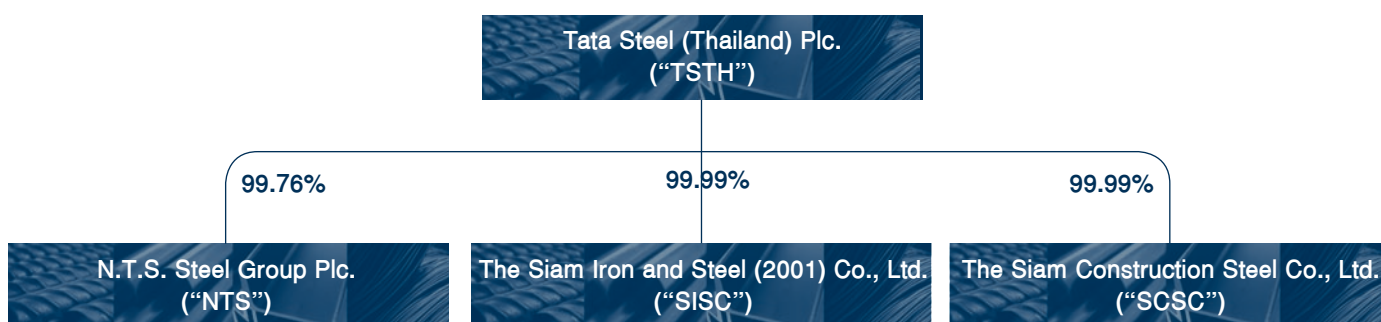 Tata Steel (Thailand) Plc.
(“TSTH”)
99.76%
99.99%
99.99%
N.T.S. Steel Group Plc.
(“NTS”)
The Siam Iron and Steel (2001) Co., Ltd.
(“SISC”)
The Siam Construction Steel Co., Ltd.
(“SCSC”)